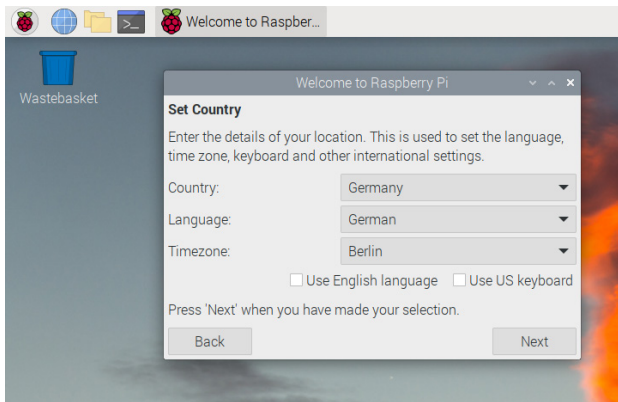 Welcome to Raspber...
Wastebasket
Welcome to Raspberry Pi
Set Country
Enter the details of your location. This is used to set the language,
time zone, keyboard and other international settings.
Country: Germany
Language: German
Timezone: Berlin
Use English language Use US keyboard
Press 'Next' when you have made your selection.
Back Next